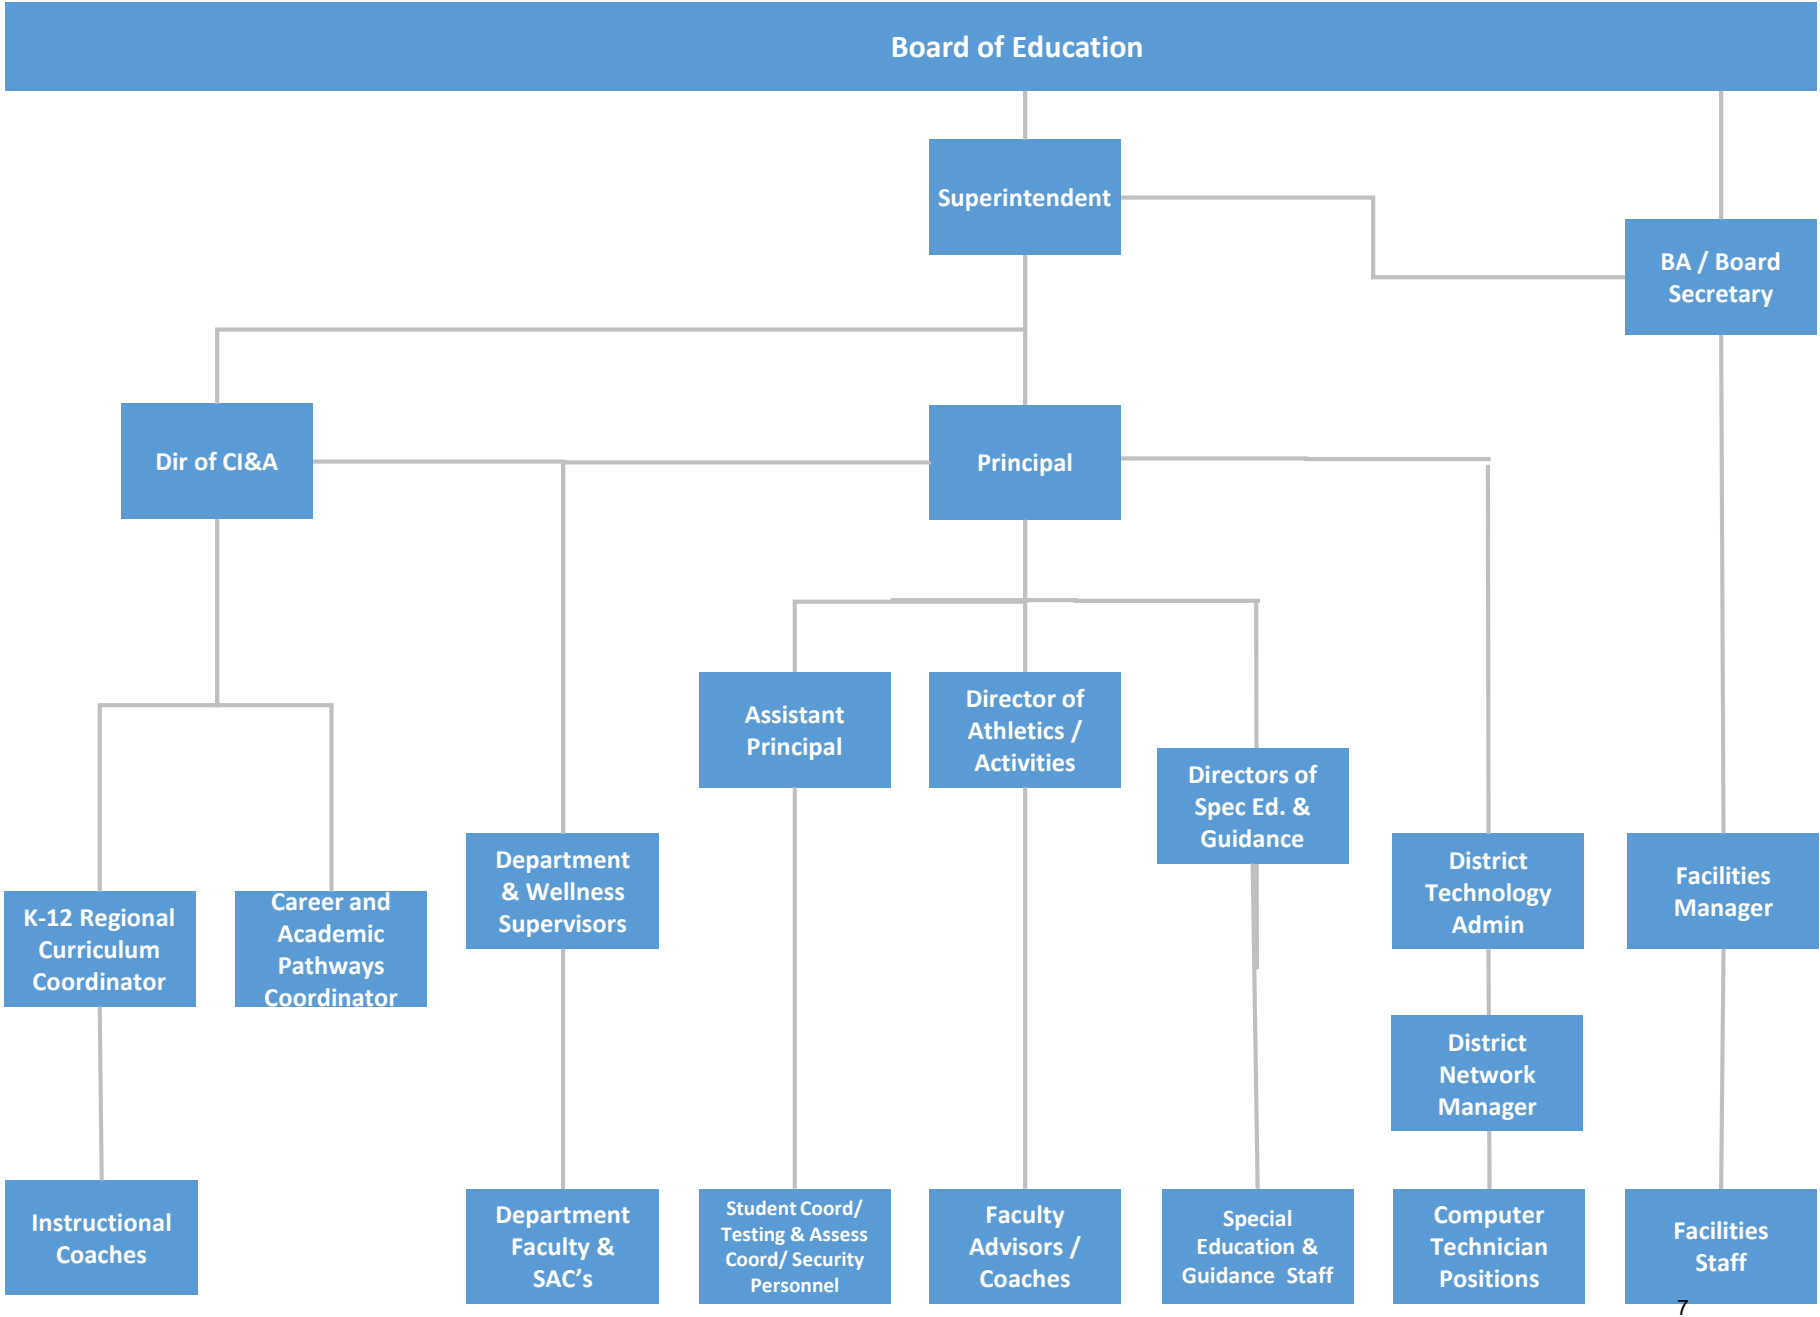 Board of Education
Superintendent
BA / Board
Secretary
Dir of CI&A
Principal
Assistant
Principal
Director of
Athletics /
Activities
Directors of
Spec Ed. &
Guidance
Department
& Wellness
Supervisors
District
Technology
Admin
Facilities
Manager
K-12 Regional
Curriculum
Coordinator
Career and
Academic
Pathways
Coordinator
District
Network
Manager
Instructional
Coaches
Department
Faculty &
SAC’s
Student Coord/
Testing & Assess
Coord/ Security
Personnel
Faculty
Advisors /
Coaches
Special
Education &
Guidance Staff
Computer
Technician
Positions
Facilities
Staff
7